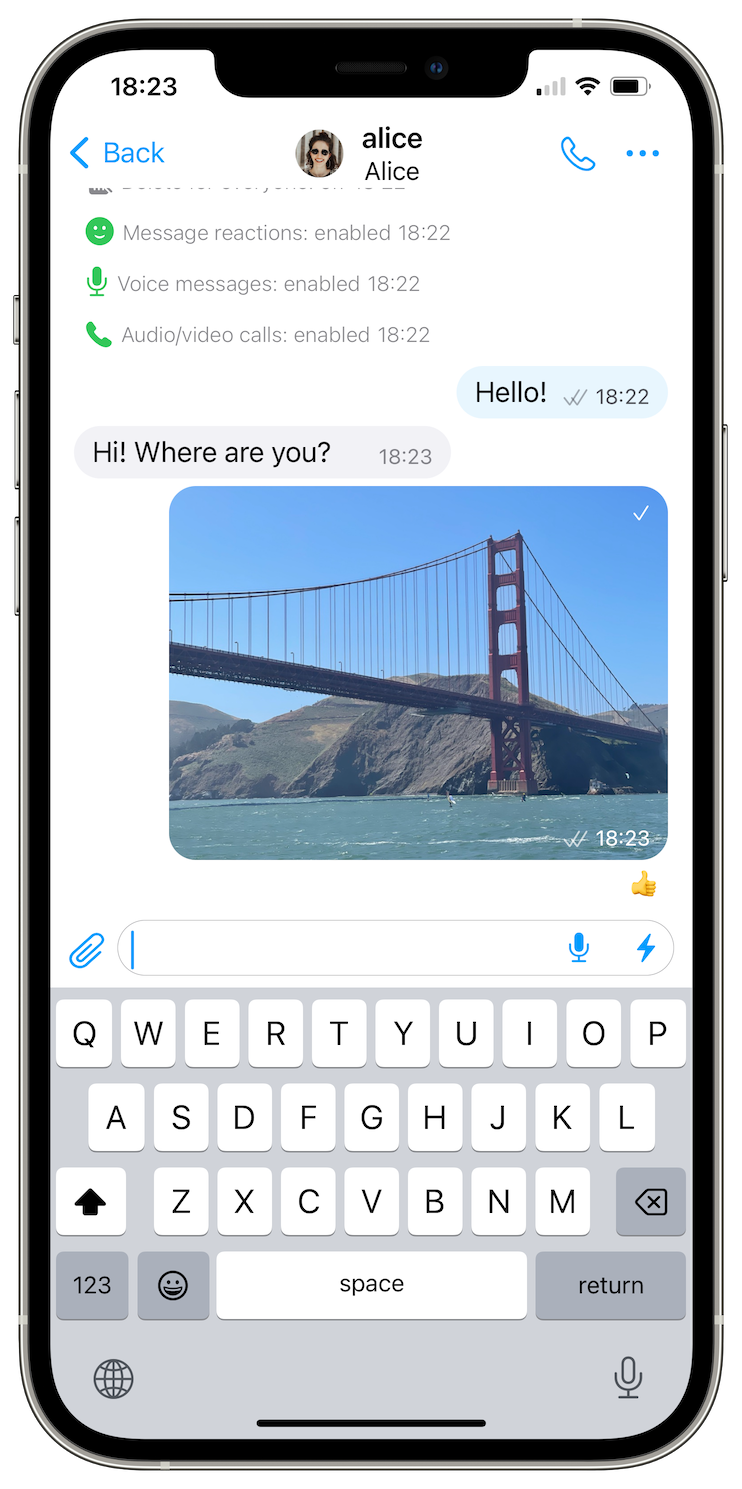 18:23
Back
alice
Alice
Message reactions: enabled 18:22
Voice messages: enabled 18:22
Audio/video calls: enabled 18:22
Hello! 18:22
Hi! Where are you? 18:23
18:23
Q W E R T Y U I O P
A S D F G H J K L
Z X C V B N M
123 space return